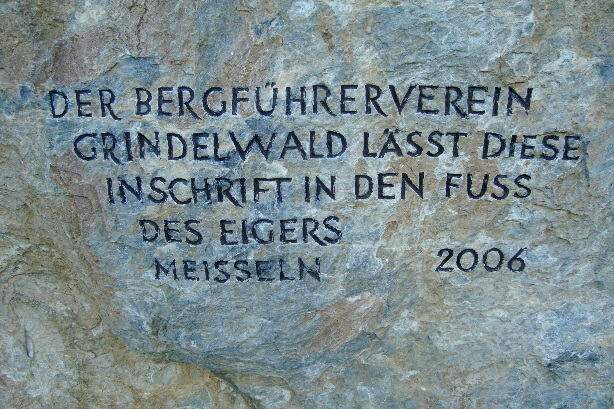 DER BERGFÜHRERVEREIN
GRINDELWALD LÄSST DIESE
INSCHRIFT IN DEN FUSS
DES EIGERS
MEISSELN 2006